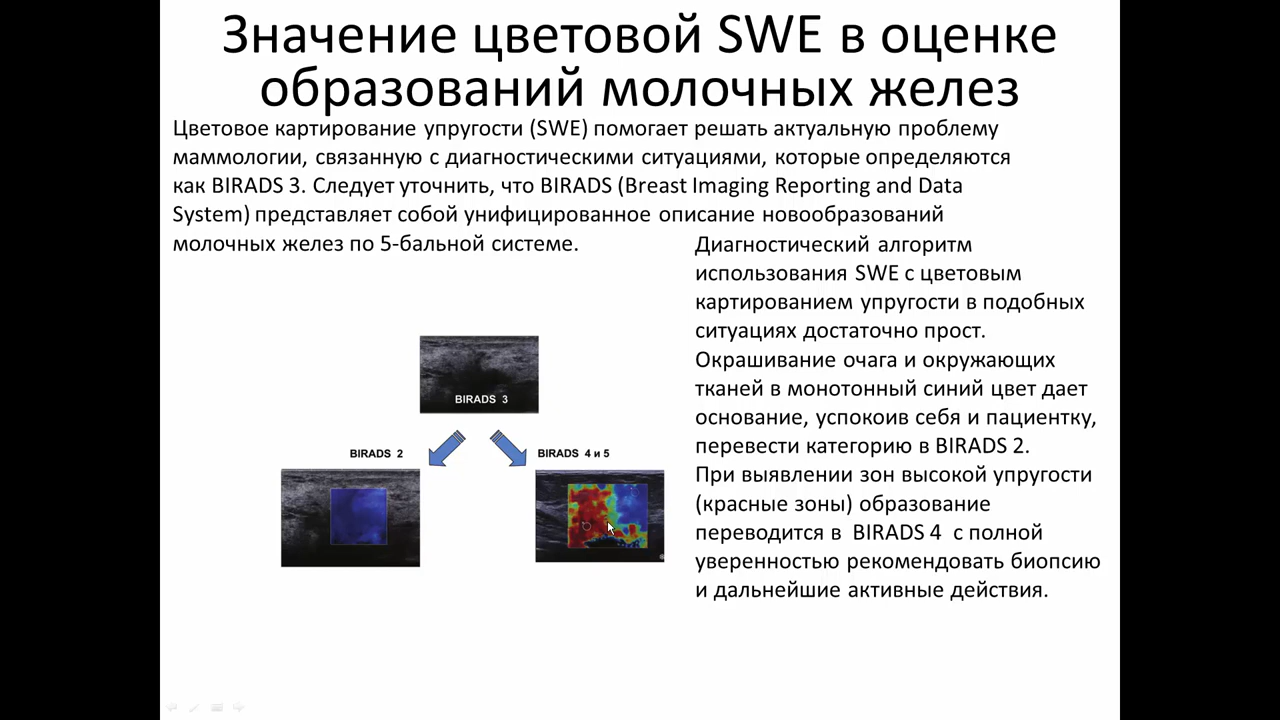 Значение цветовой SWE в оценке
образований молочных желез
Цветовое картирование упругости (SWE) помогает решать актуальную проблему
маммологии, связанную с диагностическими ситуациями, которые определяются
как BIRADS 3. Следует уточнить, что BIRADS (Breast Imaging Reporting and Data
System) представляет собой унифицированное описание новообразований
молочных желез по 5-бальной системе.
Диагностический алгоритм
использования SWE с цветовым
картированием упругости в подобных
ситуациях достаточно прост.
Окрашивание очага и окружающих
тканей в монотонный синий цвет дает
основание, успокоив себя и пациентку,
перевести категорию в BIRADS 2.
При выявлении зон высокой упругости
(красные зоны) образование
переводится в  BIRADS 4  с полной
уверенностью рекомендовать биопсию
и дальнейшие активные действия.
BIRADS 3
BIRADS 2
BIRADS 4 и 5